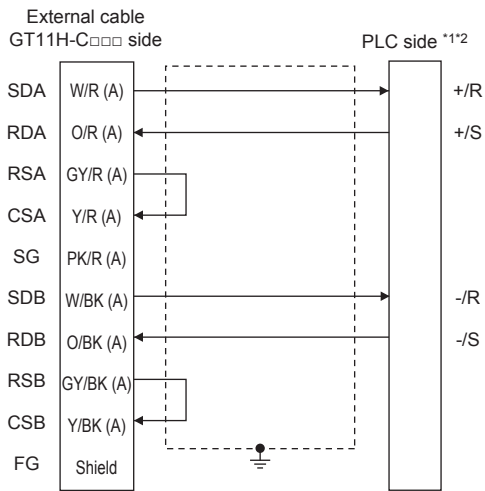 External cable
GT11H-C□□□ side
PLC side *1*2
SDA W/R (A) +/R
RDA O/R (A) +/S
RSA GY/R (A)
CSA Y/R (A)
SG PK/R (A)
SDB W/BK (A) -/R
RDB O/BK (A) -/S
RSB GY/BK (A)
CSB Y/BK (A)
FG Shield